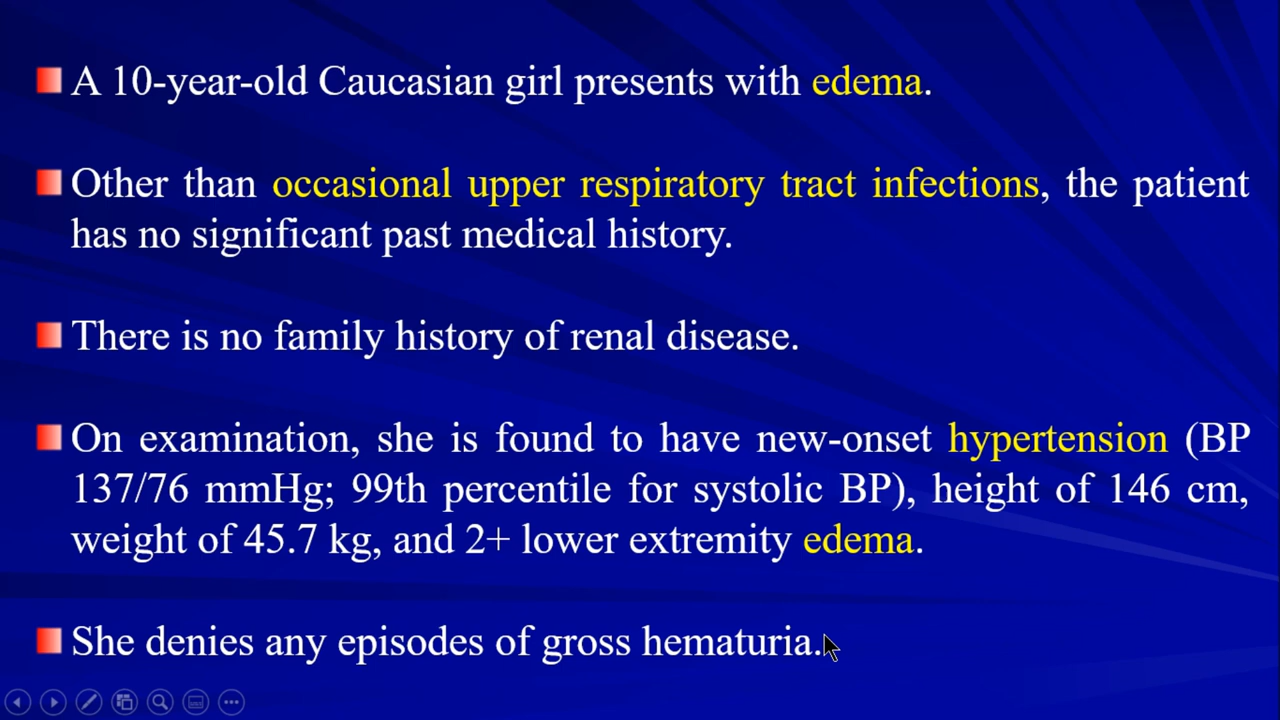 A 10-year-old Caucasian girl presents with edema.
Other than occasional upper respiratory tract infections, the patient
has no significant past medical history.
There is no family history of renal disease.
On examination, she is found to have new-onset hypertension (BP
137/76 mmHg; 99th percentile for systolic BP), height of 146 cm,
weight of 45.7 kg, and 2+ lower extremity edema.
She denies any episodes of gross hematuria.